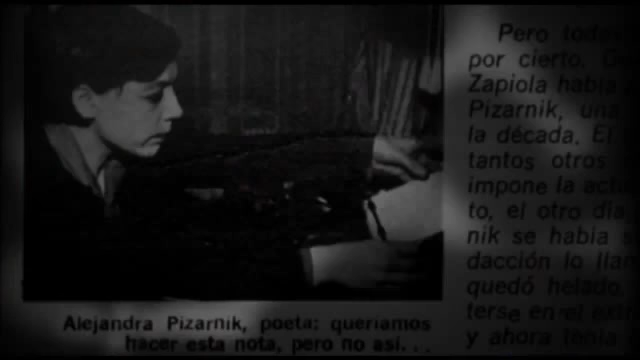 Alejandra Pizarnik, poeta: queríamos
hacer esta nota, pero no así. . .
Pero todas
por cierto.
Zapiola había
Pizarnik, una
la década. El
tantos otros
impone la
to, el otro día
nik se había
dacción lo
quedó helado.
terse en el
y ahora tenía